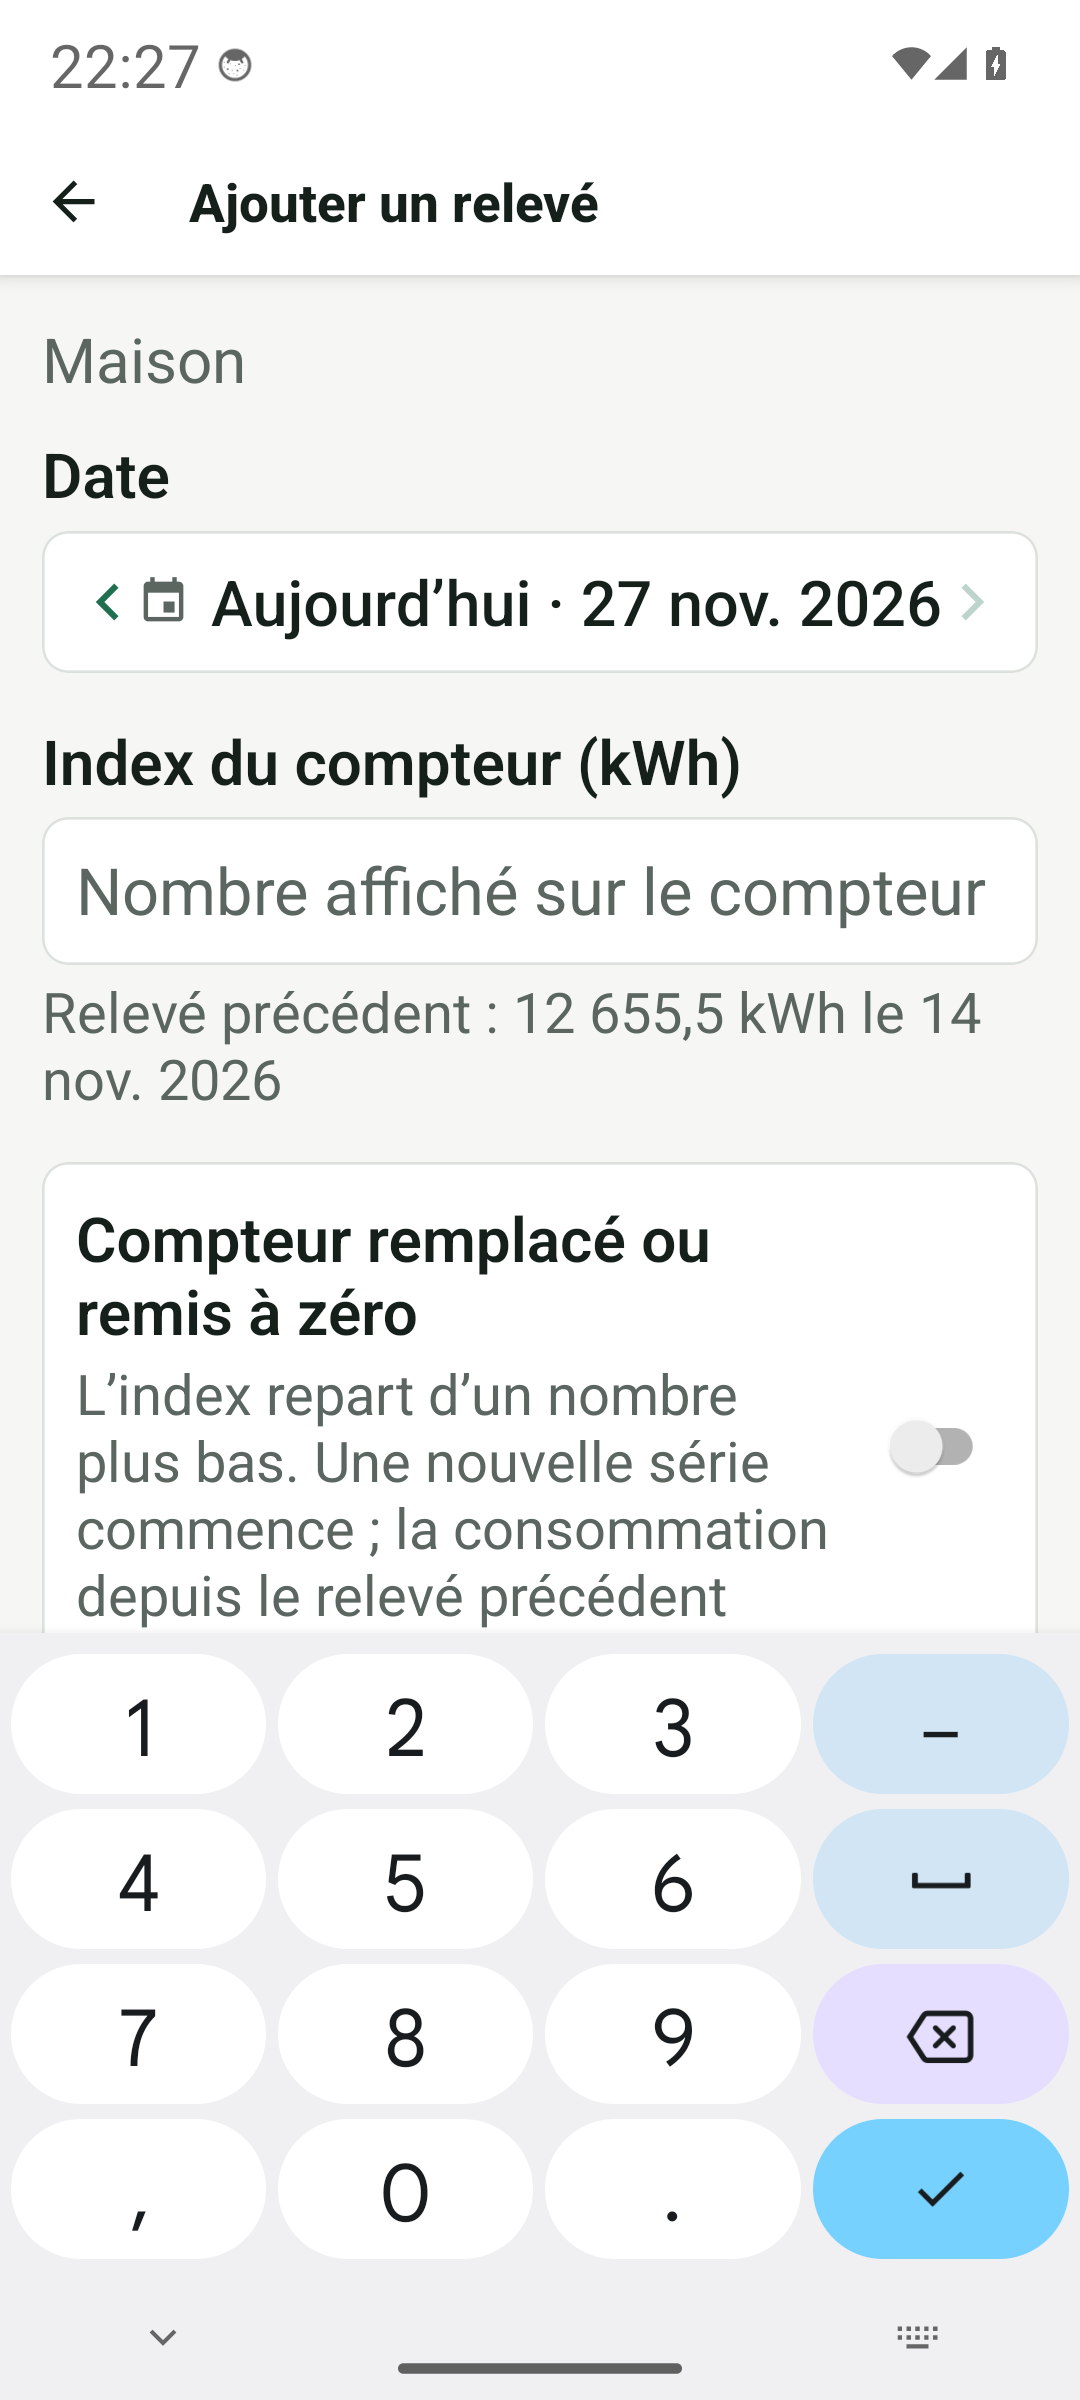 22:27
Ajouter un relevé
Maison
Date
Aujourd’hui · 27 nov. 2026
Index du compteur (kWh)
Nombre affiché sur le compteur
Relevé précédent : 12 655,5 kWh le 14
nov. 2026
Compteur remplacé ou
remis à zéro
L’index repart d’un nombre
plus bas. Une nouvelle série
commence ; la consommation
depuis le relevé précédent
1 2 3 –
4 5 6
7 8 9
, 0 .